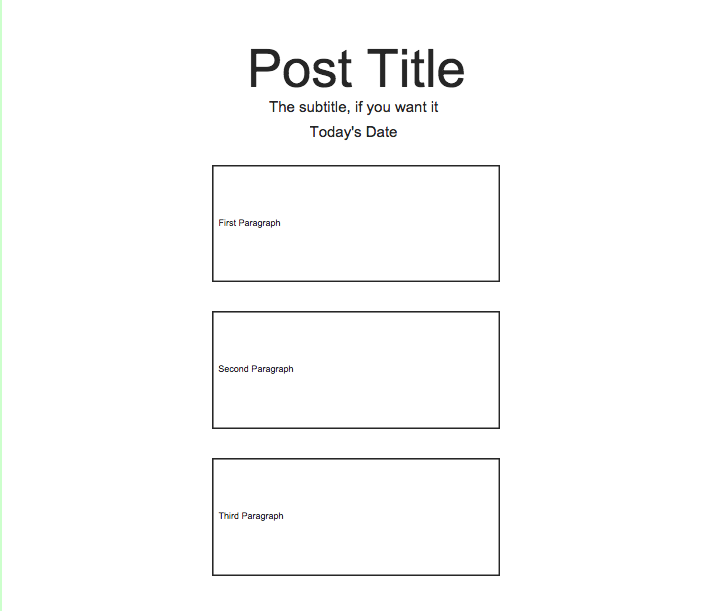 Post Title
The subtitle, if you want it
Today's Date
First Paragraph
Second Paragraph
Third Paragraph